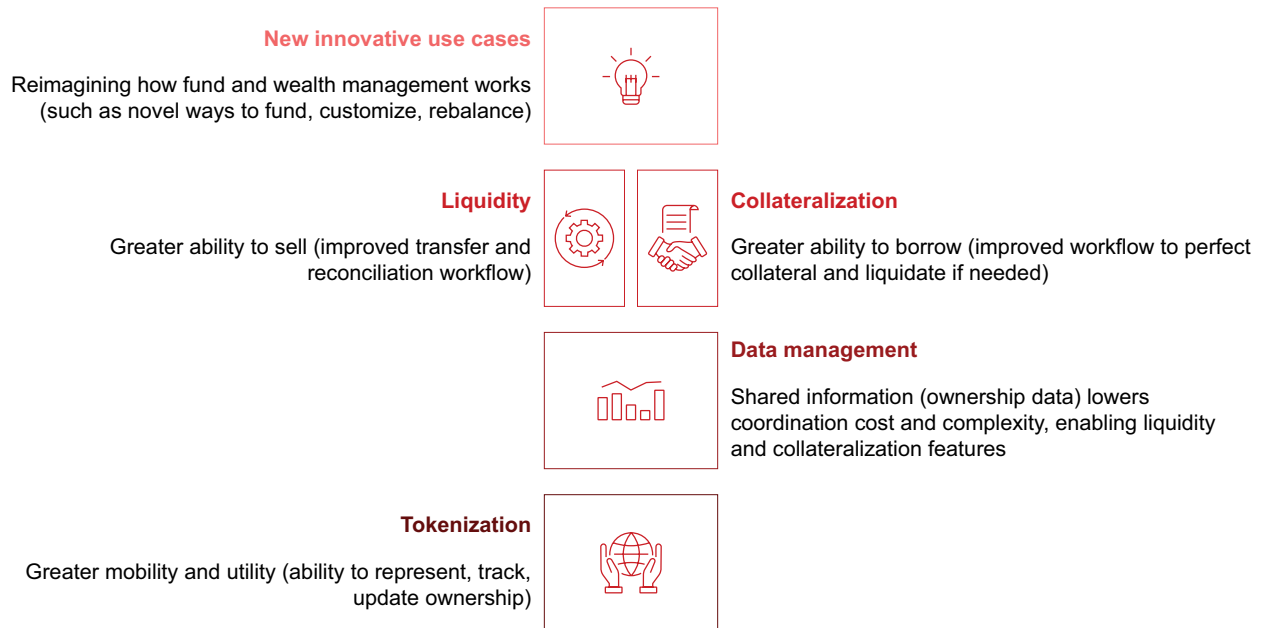 New innovative use cases
Reimagining how fund and wealth management works
(such as novel ways to fund, customize, rebalance)
Liquidity
Greater ability to sell (improved transfer and
reconciliation workflow)
Collateralization
Greater ability to borrow (improved workflow to perfect
collateral and liquidate if needed)
Data management
Shared information (ownership data) lowers
coordination cost and complexity, enabling liquidity
and collateralization features
Tokenization
Greater mobility and utility (ability to represent, track,
update ownership)